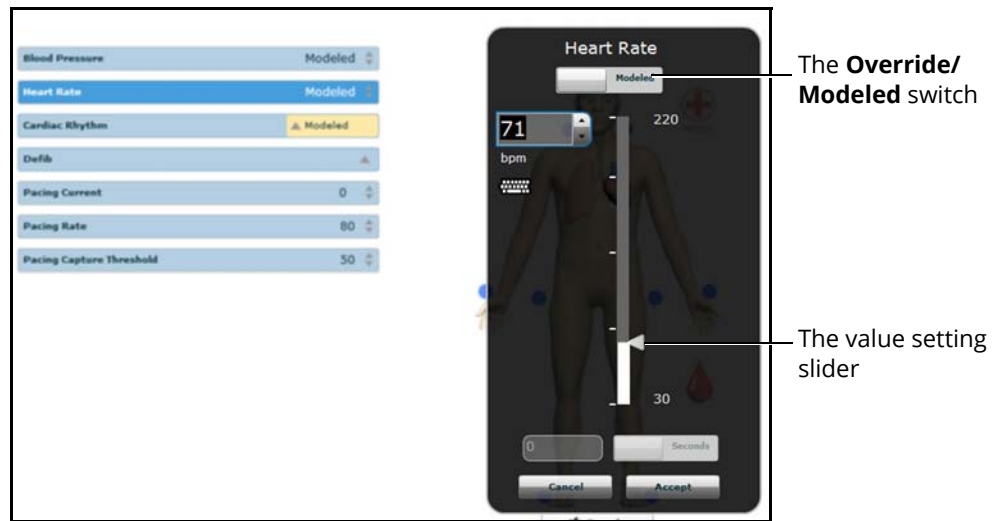 Blood Pressure Modeled
Heart Rate Modeled
Cardiac Rhythm Modeled
Defib
Pacing Current 0
Pacing Rate 80
Pacing Capture Threshold 50
Heart Rate
Modeled
71
bpm
220
30
0 Seconds
Cancel Accept
The Override/
Modeled switch
The value setting
slider